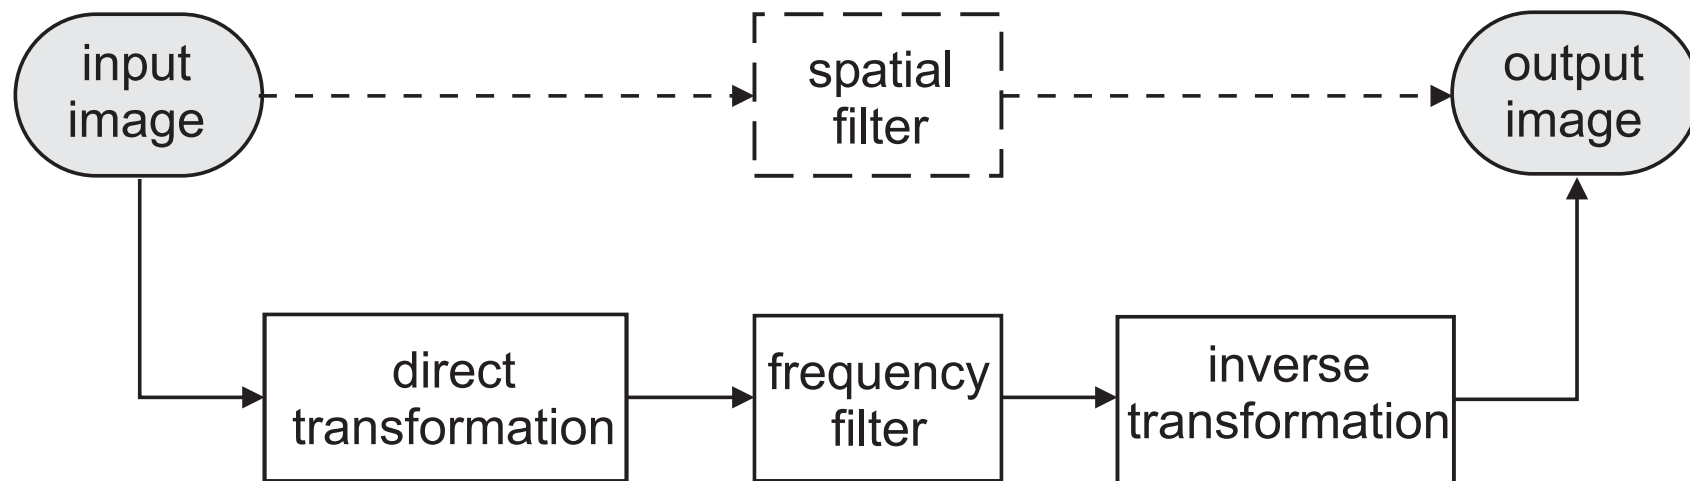 input
image
spatial
filter
output
image
direct
transformation
frequency
filter
inverse
transformation